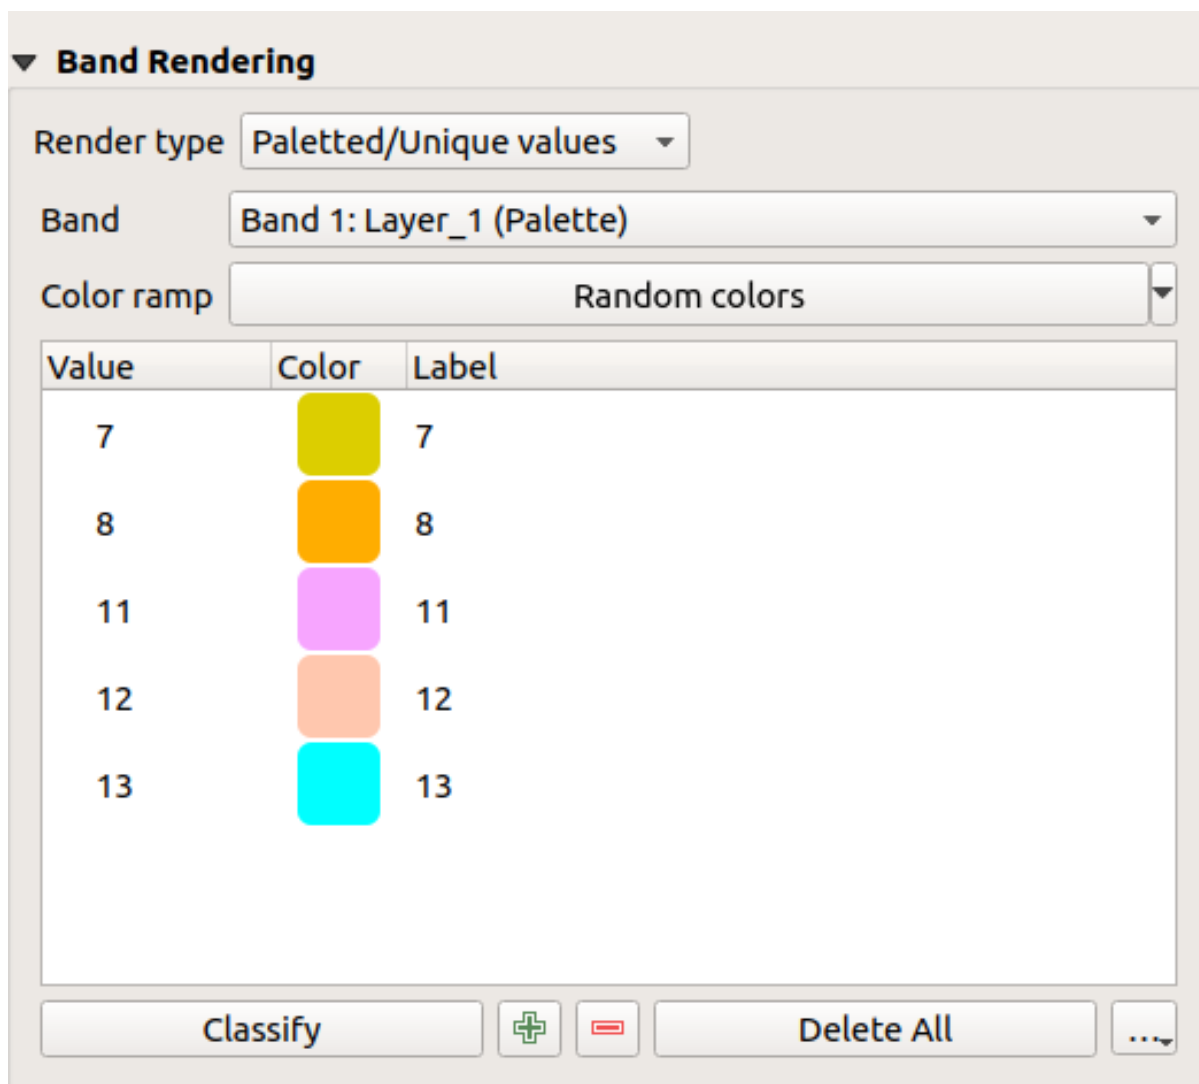 Band Rendering
Render type Paletted/Unique values
Band Band 1: Layer_1 (Palette)
Color ramp Random colors
Value Color Label
7 7
8 8
11 11
12 12
13 13
Classify Delete All ...